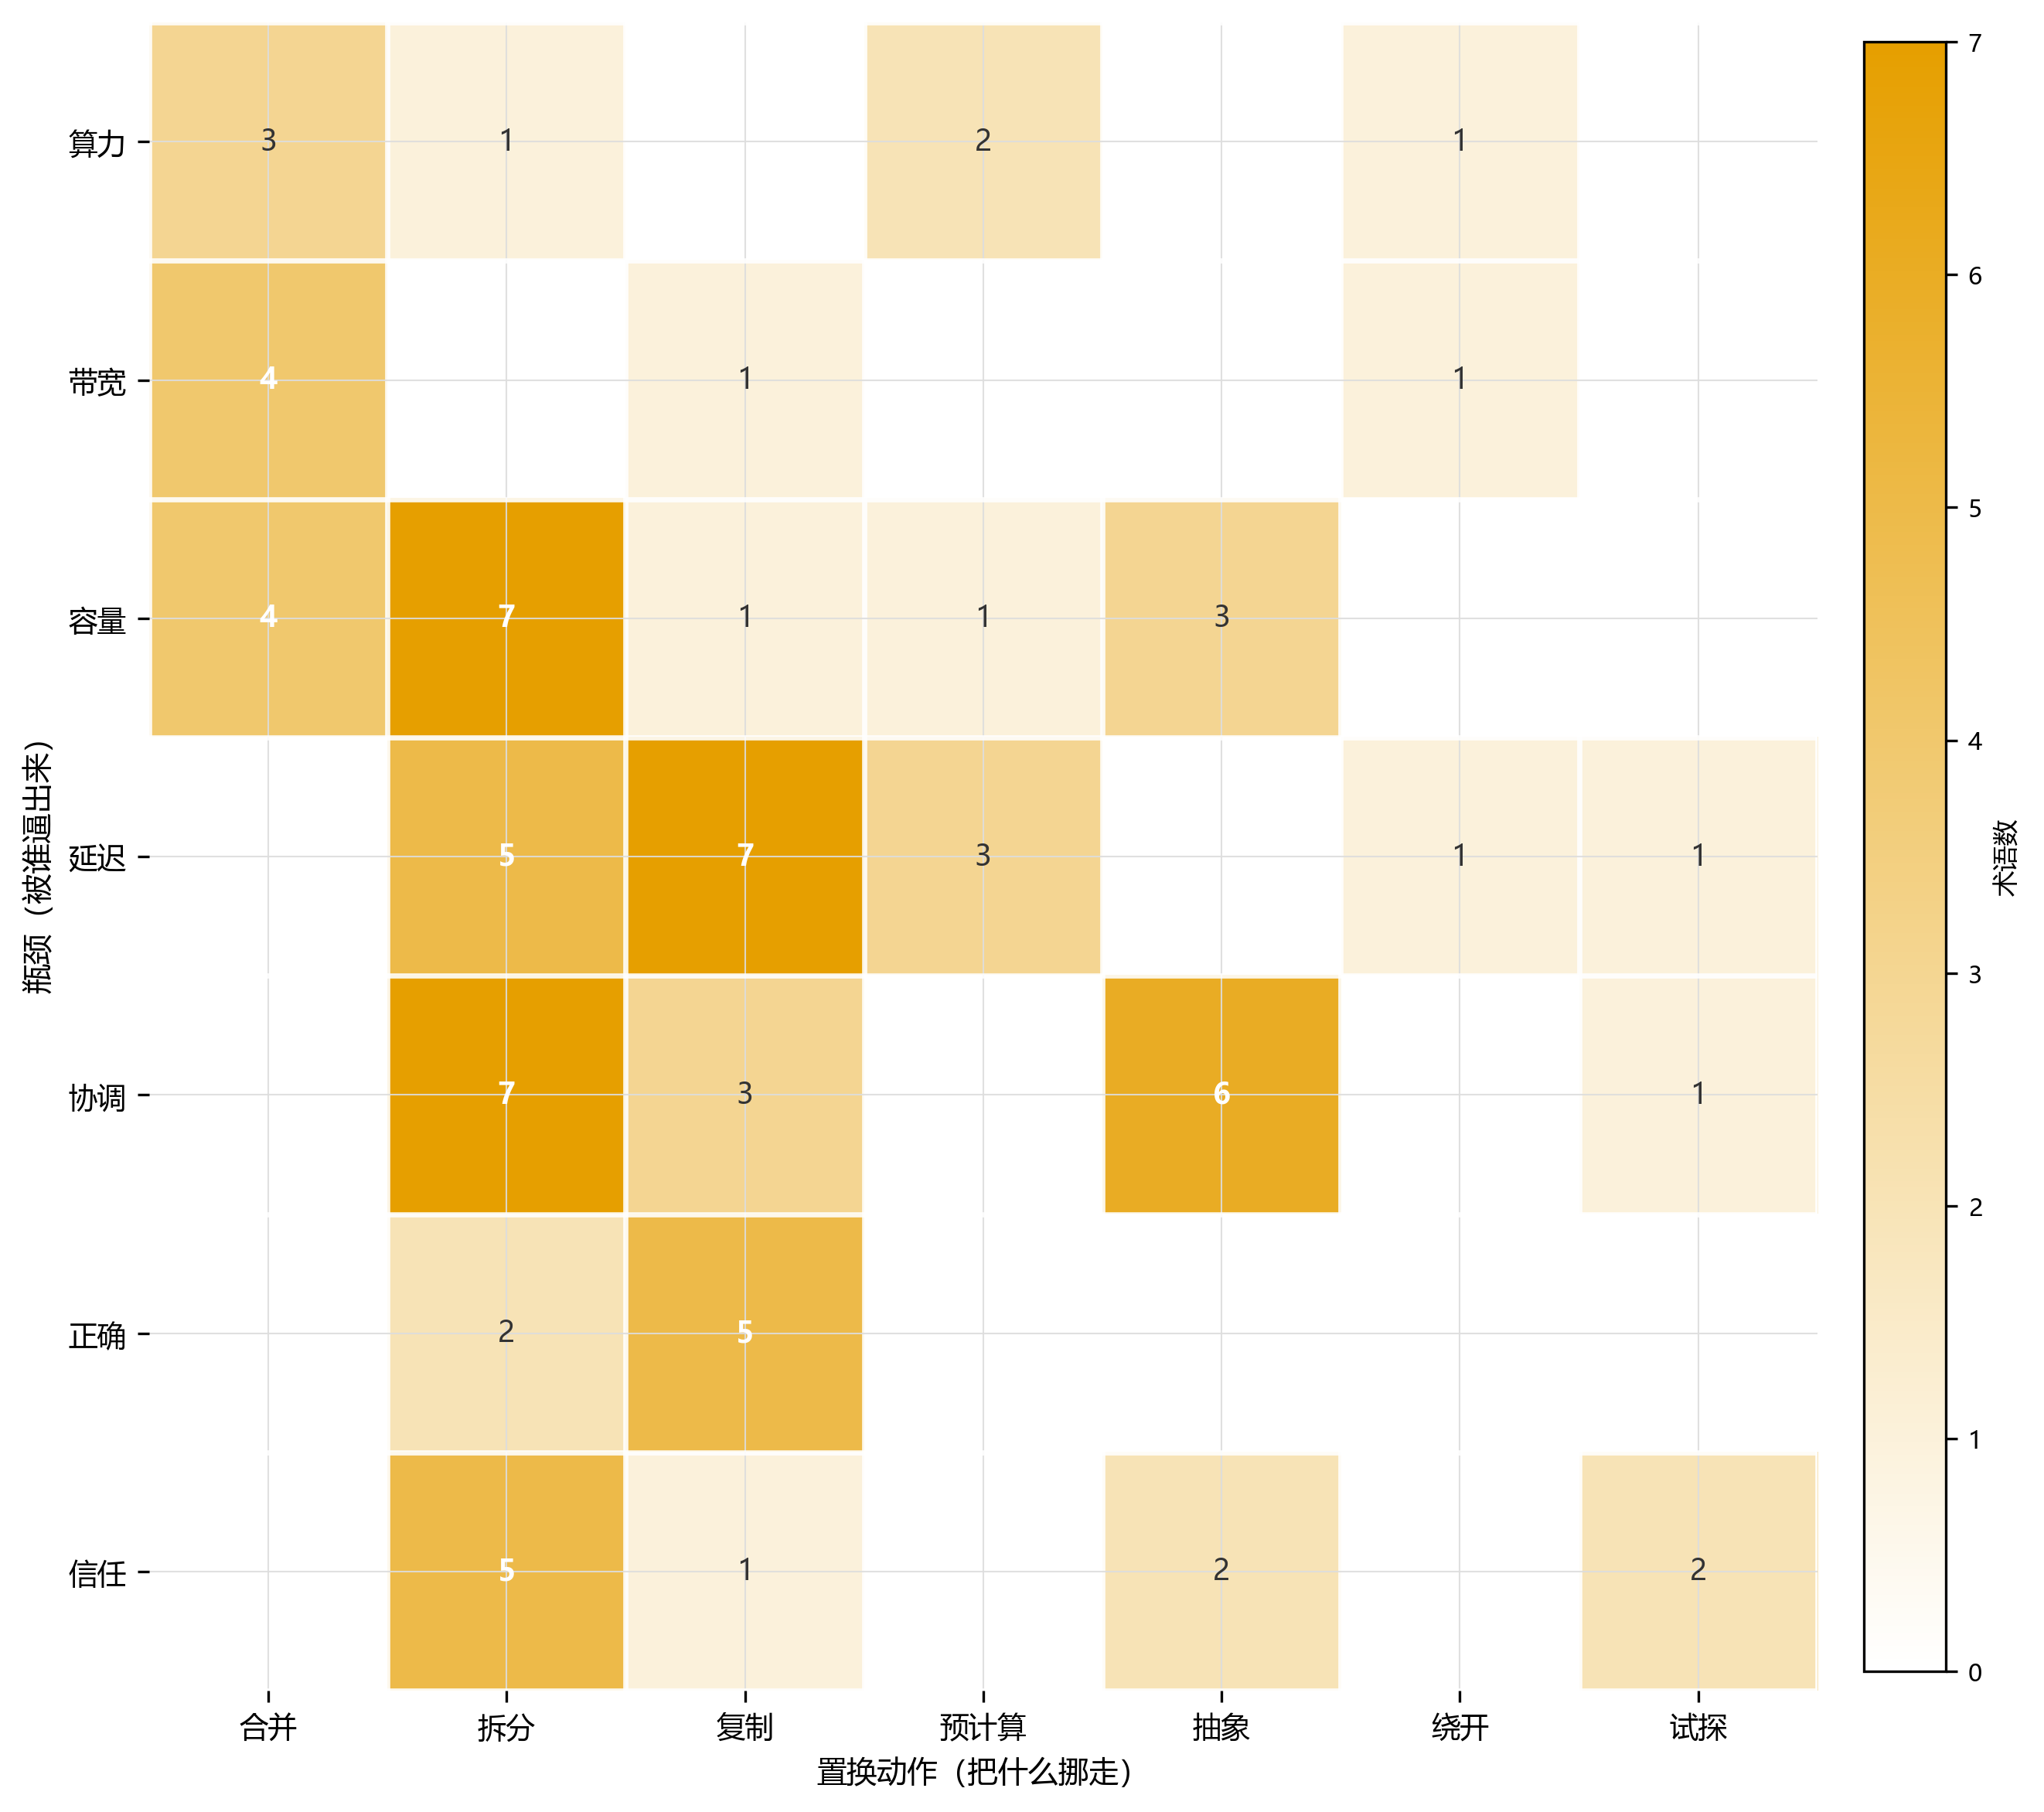 算力 3 1 2 1
带宽 4 1 1
容量 4 7 1 1 3
延迟 5 7 3 1 1
协调 7 3 6 1
正确 2 5
信任 5 1 2 2
合并 拆分 复制 预计算 抽象 绕开 试探
置换动作（把什么挪走）
瓶颈（被谁逼出来）
7
6
5
4
3
2
1
0
术语数